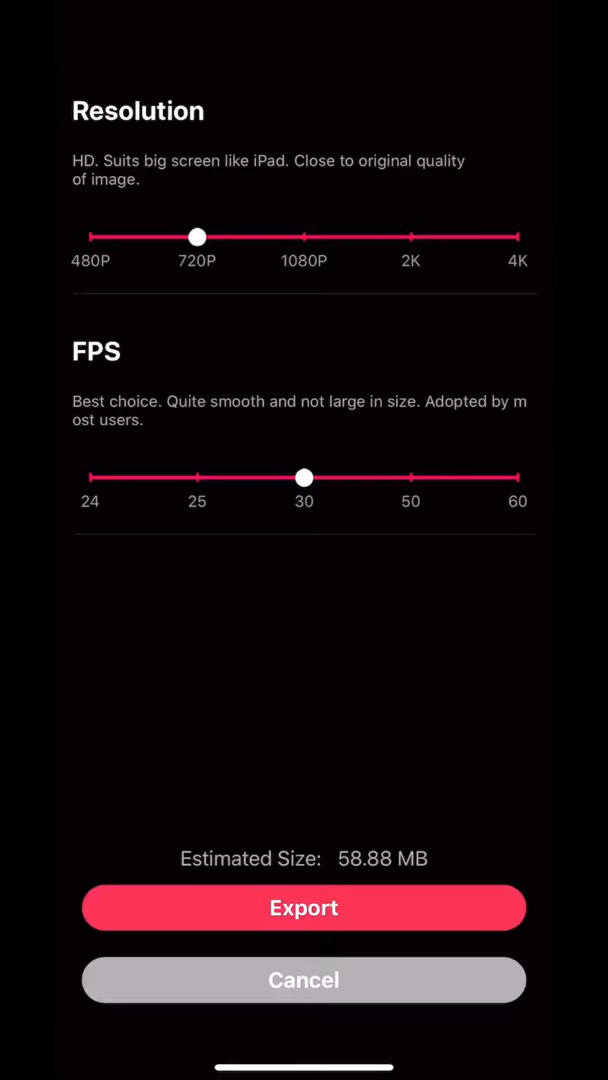 Resolution
HD. Suits big screen like iPad. Close to original quality
of image.
480P 720P 1080P 2K 4K
FPS
Best choice. Quite smooth and not large in size. Adopted by m
ost users.
24 25 30 50 60
Estimated Size: 58.88 MB
Export
Cancel